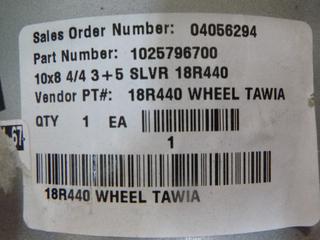 Sales Order Number: 04056294
Part Number: 1025796700
10x8 4/4 3+5 SLVR 18R440
Vendor PT#: 18R440 WHEEL TAWIA
QTY 1 EA
1
67
18R440 WHEEL TAWIA